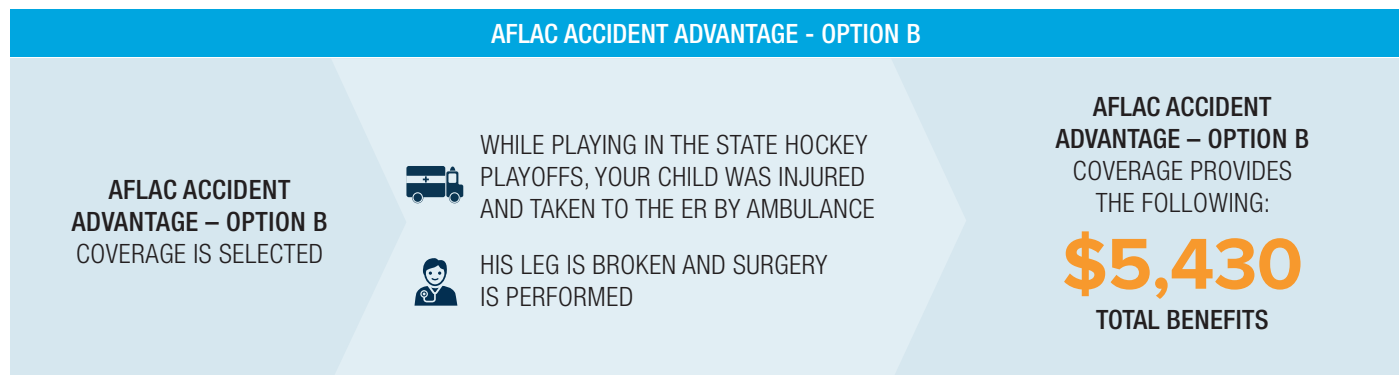 AFLAC ACCIDENT ADVANTAGE - OPTION B
AFLAC ACCIDENT
ADVANTAGE – OPTION B
COVERAGE IS SELECTED
WHILE PLAYING IN THE STATE HOCKEY
PLAYOFFS, YOUR CHILD WAS INJURED
AND TAKEN TO THE ER BY AMBULANCE
HIS LEG IS BROKEN AND SURGERY
IS PERFORMED
AFLAC ACCIDENT
ADVANTAGE – OPTION B
COVERAGE PROVIDES
THE FOLLOWING:
$5,430
TOTAL BENEFITS